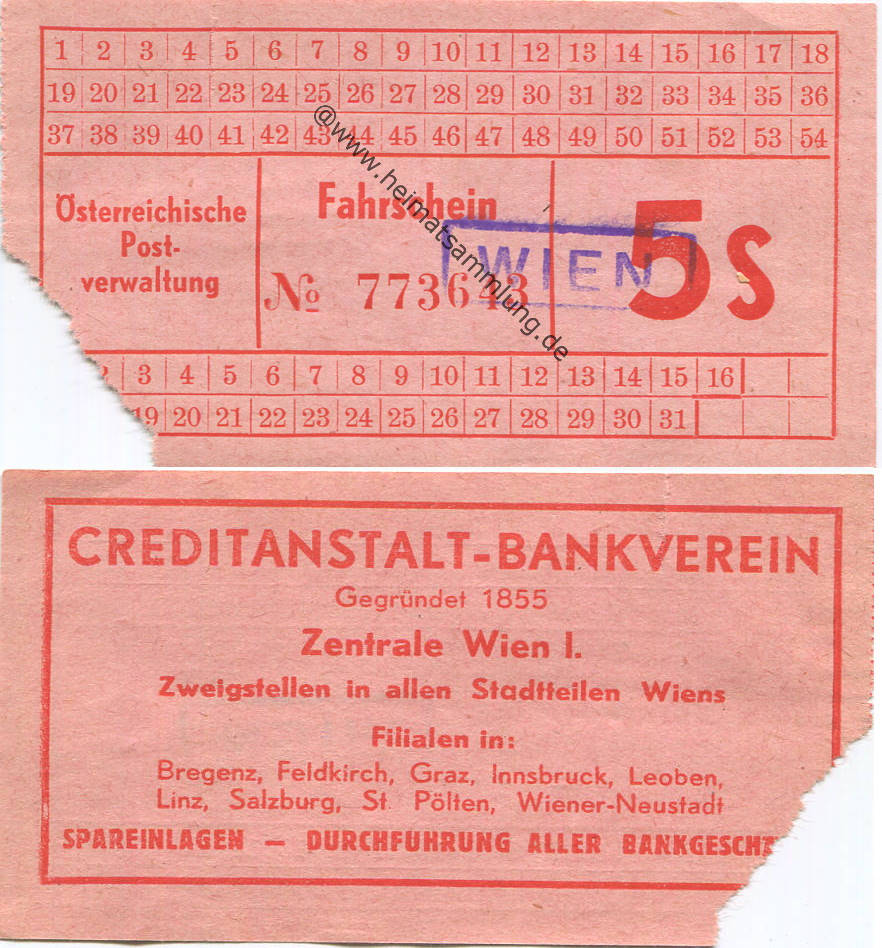 1 2 3 4 5 6 7 8 9 10 11 12 13 14 15 16 17 18
19 20 21 22 23 24 25 26 27 28 29 30 31 32 33 34 35 36
37 38 39 40 41 42 43 44 45 46 47 48 49 50 51 52 53 54
Österreichische
Post-
verwaltung
Fahrschein
№ 773643
WIEN
5 S
@www.heimatsammlung.de
2 3 4 5 6 7 8 9 10 11 12 13 14 15 16
19 20 21 22 23 24 25 26 27 28 29 30 31
CREDITANSTALT-BANKVEREIN
Gegründet 1855
Zentrale Wien I.
Zweigstellen in allen Stadtteilen Wiens
Filialen in:
Bregenz, Feldkirch, Graz, Innsbruck, Leoben,
Linz, Salzburg, St. Pölten, Wiener-Neustadt
SPAREINLAGEN — DURCHFUHRUNG ALLER